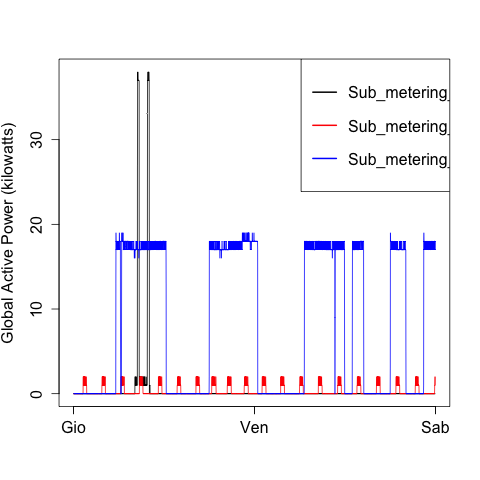 Global Active Power (kilowatts)
30
20
10
0
Gio
Ven
Sab
Sub_metering_
Sub_metering_
Sub_metering_